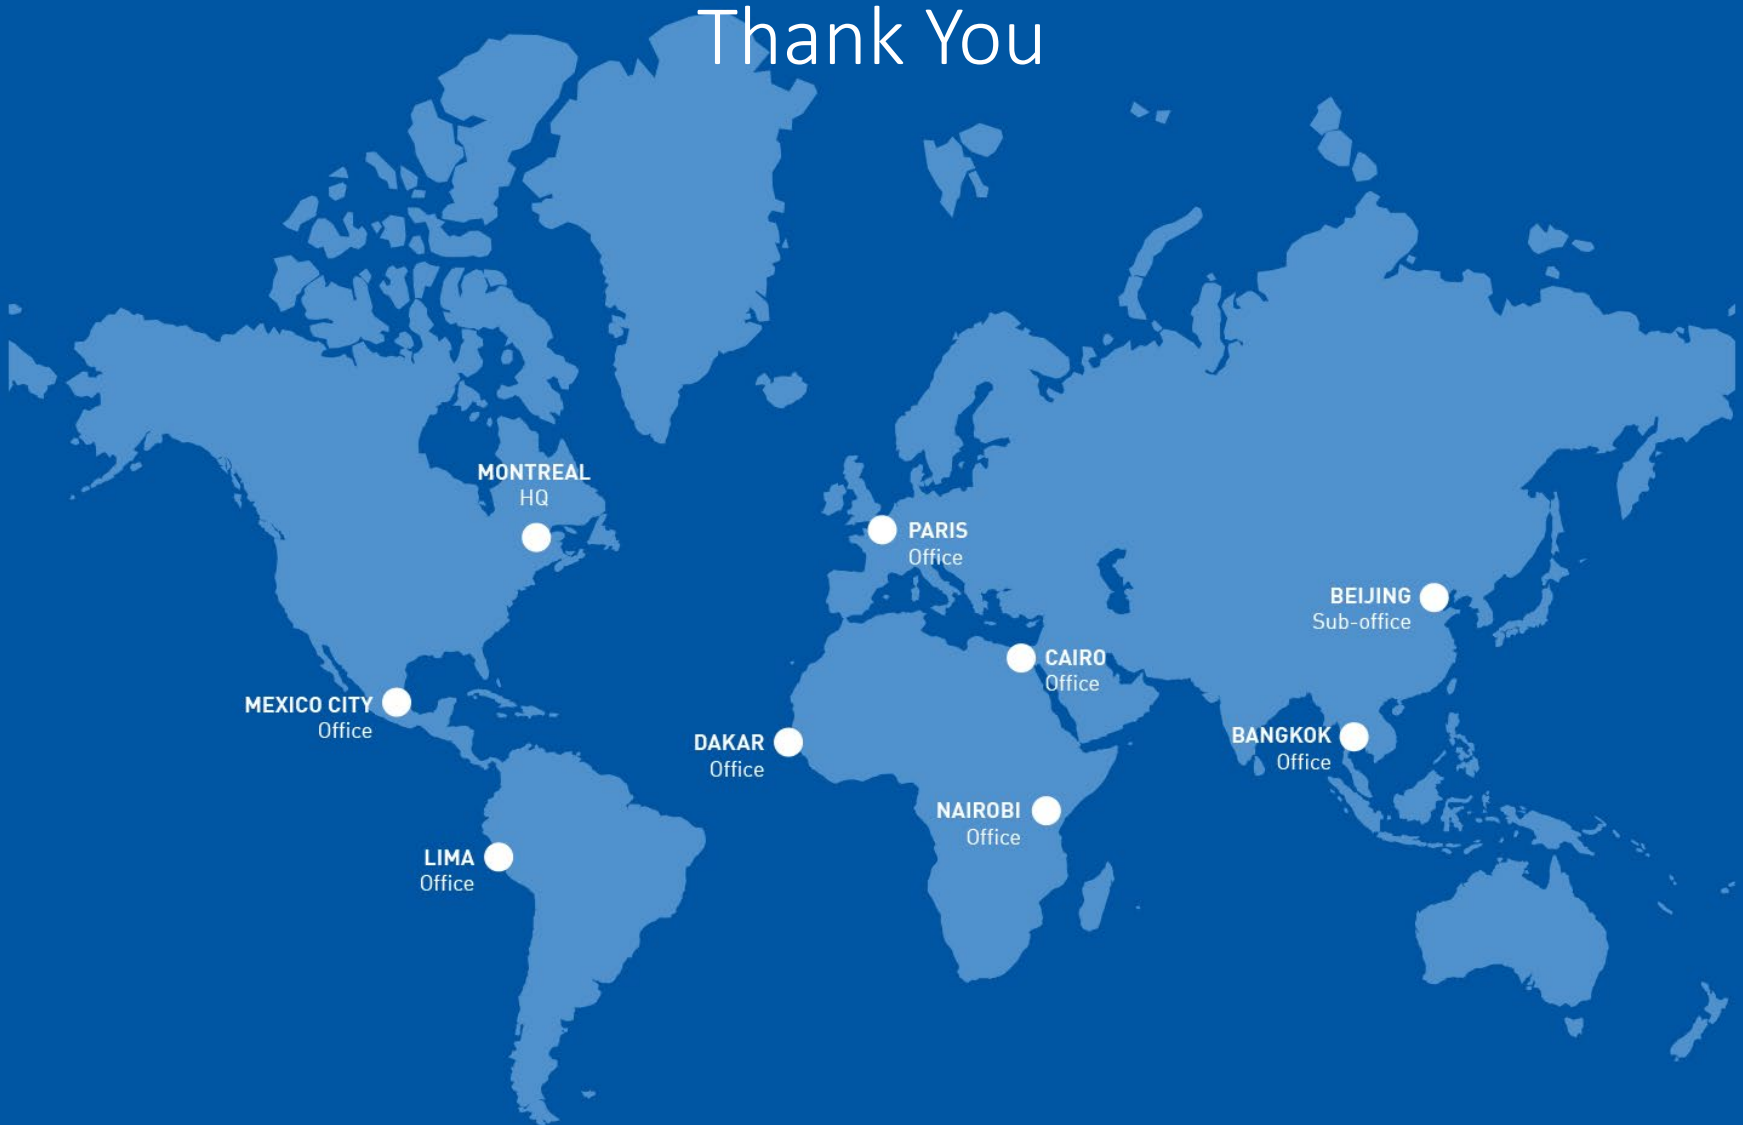 Thank You
MONTREAL
HQ
PARIS
Office
BEIJING
Sub-office
CAIRO
Office
MEXICO CITY
Office
DAKAR
Office
BANGKOK
Office
NAIROBI
Office
LIMA
Office